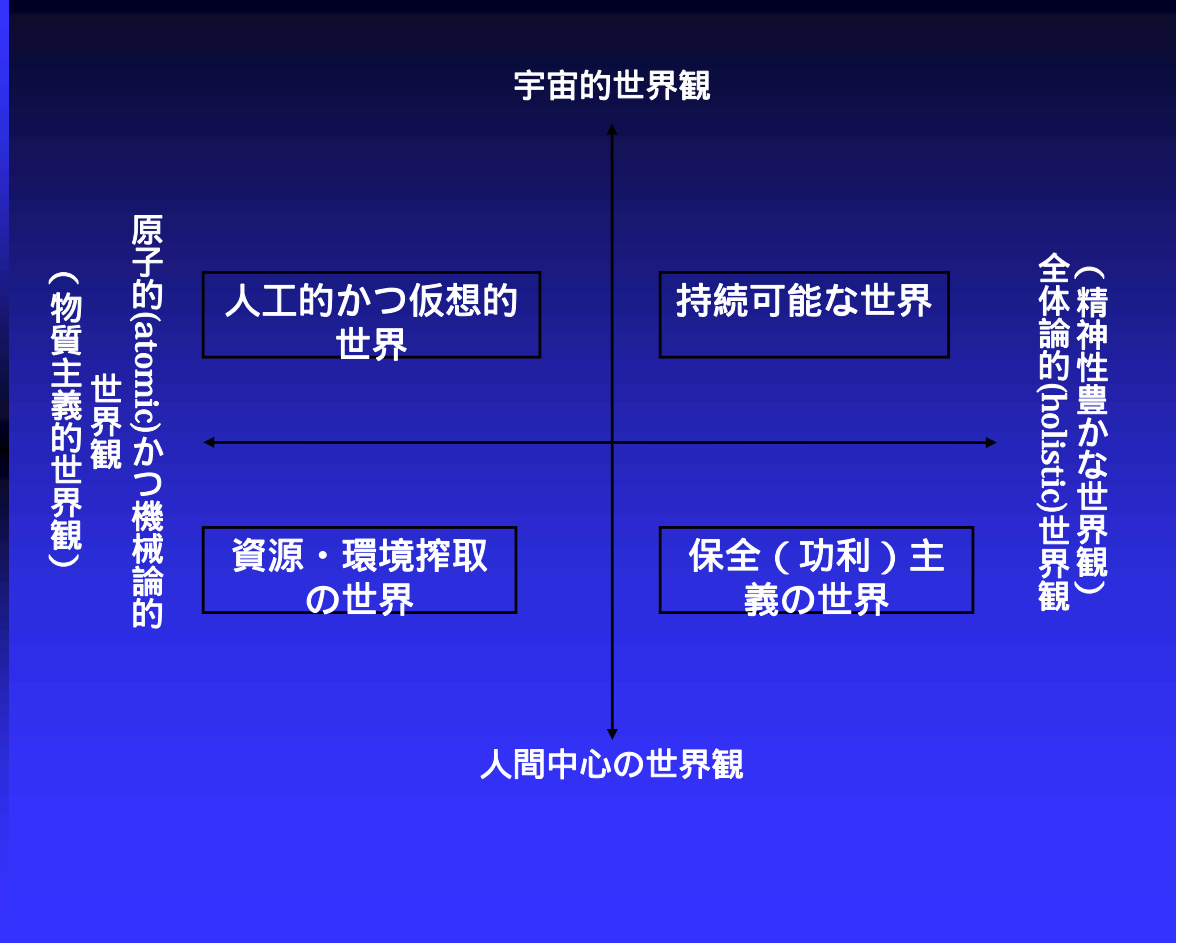 宇宙的世界観
原子的(atomic)かつ機械論的
世界観
（物質主義的世界観）
人工的かつ仮想的
世界
持続可能な世界
（精神性豊かな世界観）
全体論的(holistic)世界観
資源・環境搾取
の世界
保全（功利）主
義の世界
人間中心の世界観